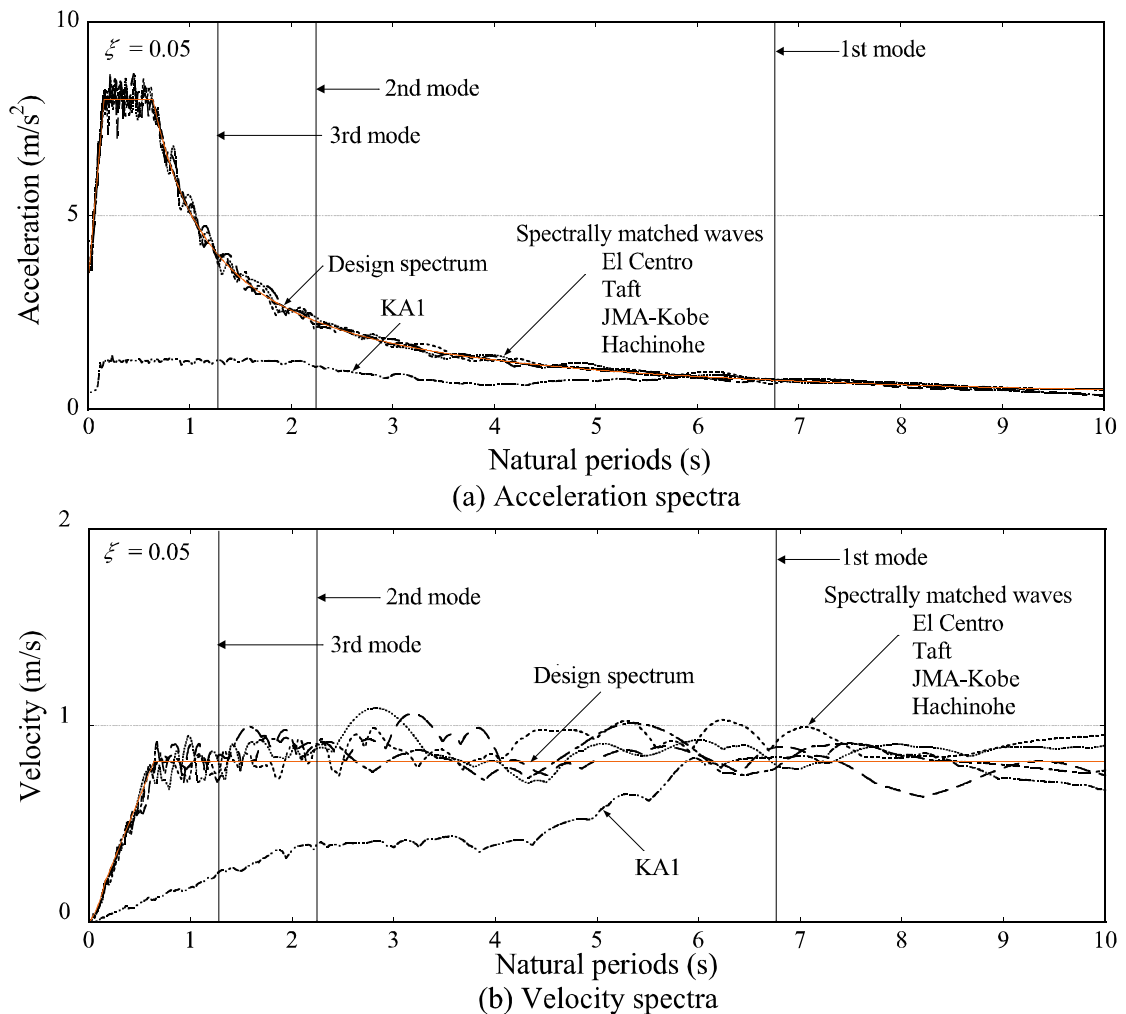 10
ξ = 0.05
1st mode
2nd mode
3rd mode
Acceleration (m/s²)
5
Spectrally matched waves
El Centro
Taft
JMA-Kobe
Hachinohe
Design spectrum
KA1
0
0 1 2 3 4 5 6 7 8 9 10
Natural periods (s)
(a) Acceleration spectra
2
ξ = 0.05
1st mode
2nd mode
3rd mode
Spectrally matched waves
El Centro
Taft
JMA-Kobe
Hachinohe
Design spectrum
Velocity (m/s)
1
KA1
0
0 1 2 3 4 5 6 7 8 9 10
Natural periods (s)
(b) Velocity spectra